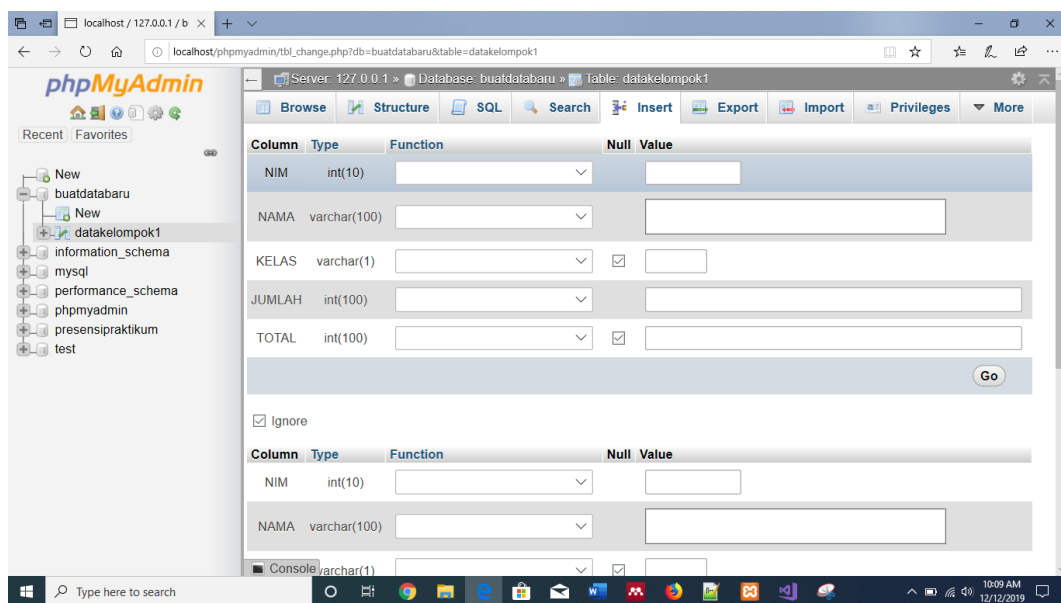 localhost / 127.0.0.1 / b
localhost/phpmyadmin/tbl_change.php?db=buatdatabaru&table=datakelompok1
phpMyAdmin
Recent Favorites
New
buatdatabaru
New
datakelompok1
information_schema
mysql
performance_schema
phpmyadmin
presensipraktikum
test
Server: 127.0.0.1 » Database: buatdatabaru » Table: datakelompok1
Browse Structure SQL Search Insert Export Import Privileges More
Column Type Function Null Value
NIM int(10)
NAMA varchar(100)
KELAS varchar(1)
JUMLAH int(100)
TOTAL int(100)
Go
Ignore
Column Type Function Null Value
NIM int(10)
NAMA varchar(100)
Console varchar(1)
Type here to search
10:09 AM
12/12/2019